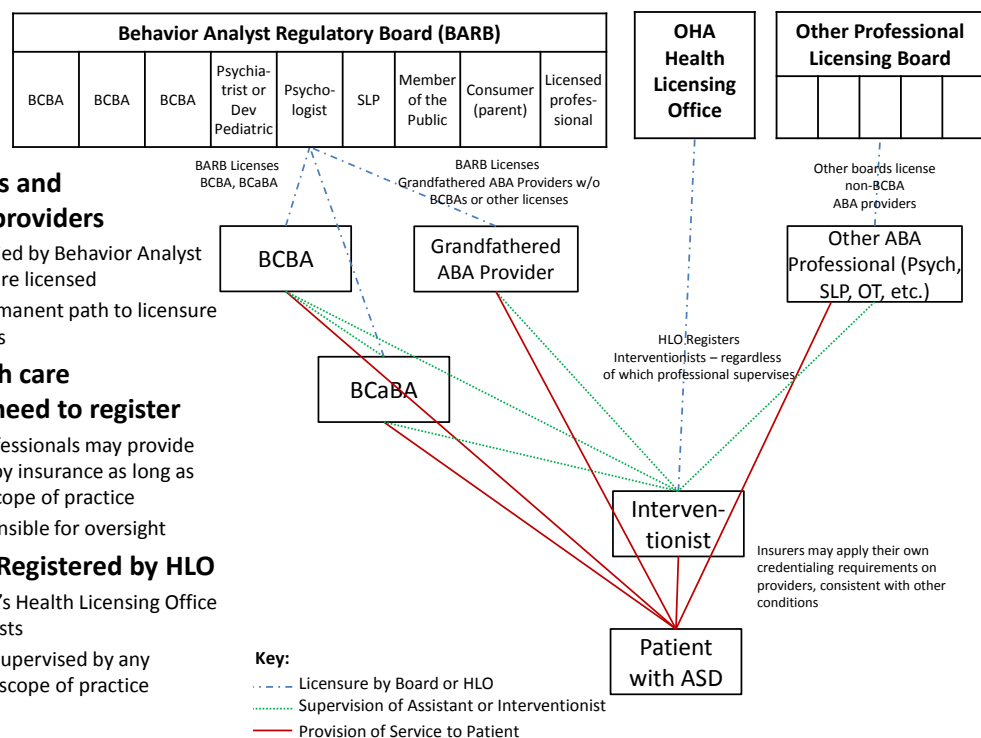 Behavior Analyst Regulatory Board (BARB)
BCBA
BCBA
BCBA
Psychia-
trist or
Dev
Pediatric
Psycho-
logist
SLP
Member
of the
Public
Consumer
(parent)
Licensed
profes-
sional
OHA
Health
Licensing
Office
Other Professional
Licensing Board
BARB Licenses
BCBA, BCaBA
BARB Licenses
Grandfathered ABA Providers w/o
BCBAs or other licenses
Other boards license
non-BCBA
ABA providers
s and
providers
ied by Behavior Analyst
re licensed
manent path to licensure
s
h care
need to register
ofessionals may provide
by insurance as long as
scope of practice
onsible for oversight
Registered by HLO
's Health Licensing Office
sts
supervised by any
scope of practice
BCBA
Grandfathered
ABA Provider
Other ABA
Professional (Psych,
SLP, OT, etc.)
HLO Registers
Interventionists – regardless
of which professional supervises
BCaBA
Interven-
tionist
Insurers may apply their own
credentialing requirements on
providers, consistent with other
conditions
Patient
with ASD
Key:
Licensure by Board or HLO
Supervision of Assistant or Interventionist
Provision of Service to Patient